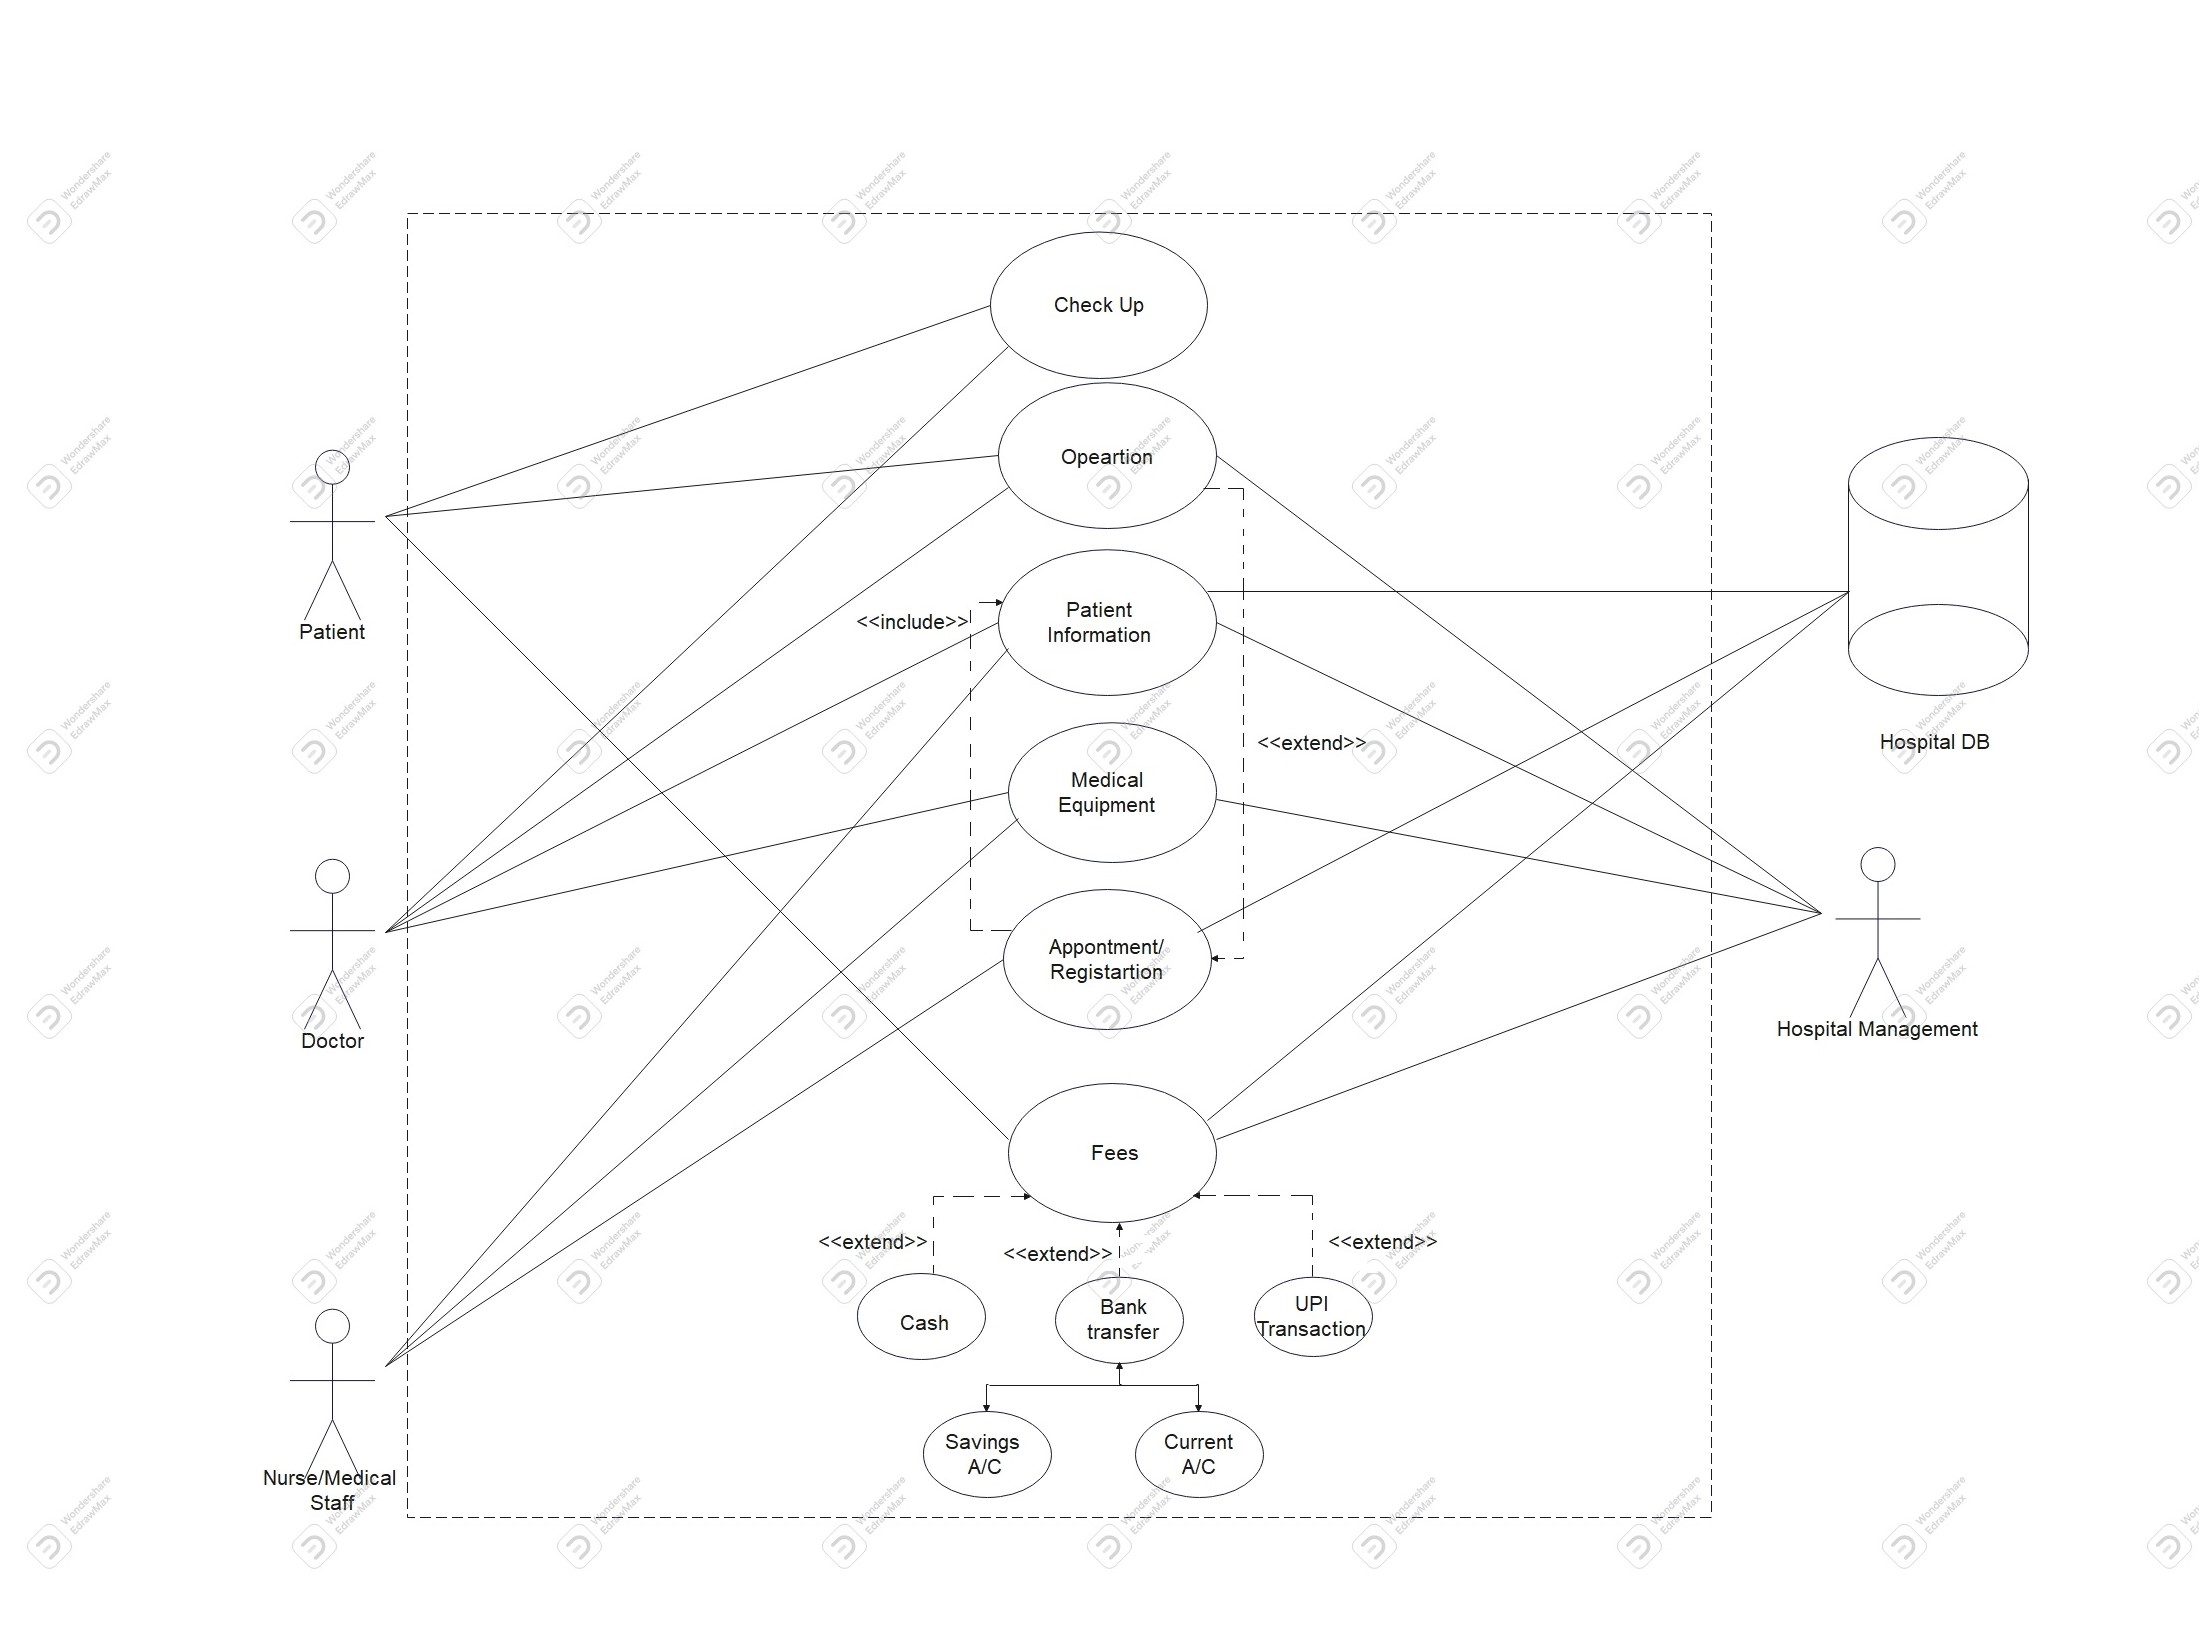 Check Up
Opeartion
Patient
Information
<<include>>
Patient
Medical
Equipment
<<extend>>
Hospital DB
Appontment/
Registartion
Doctor
Hospital Management
Fees
<<extend>>
<<extend>>
<<extend>>
Cash
Bank
transfer
UPI
Transaction
Savings
A/C
Current
A/C
Nurse/Medical
Staff
Wondershare
EdrawMax